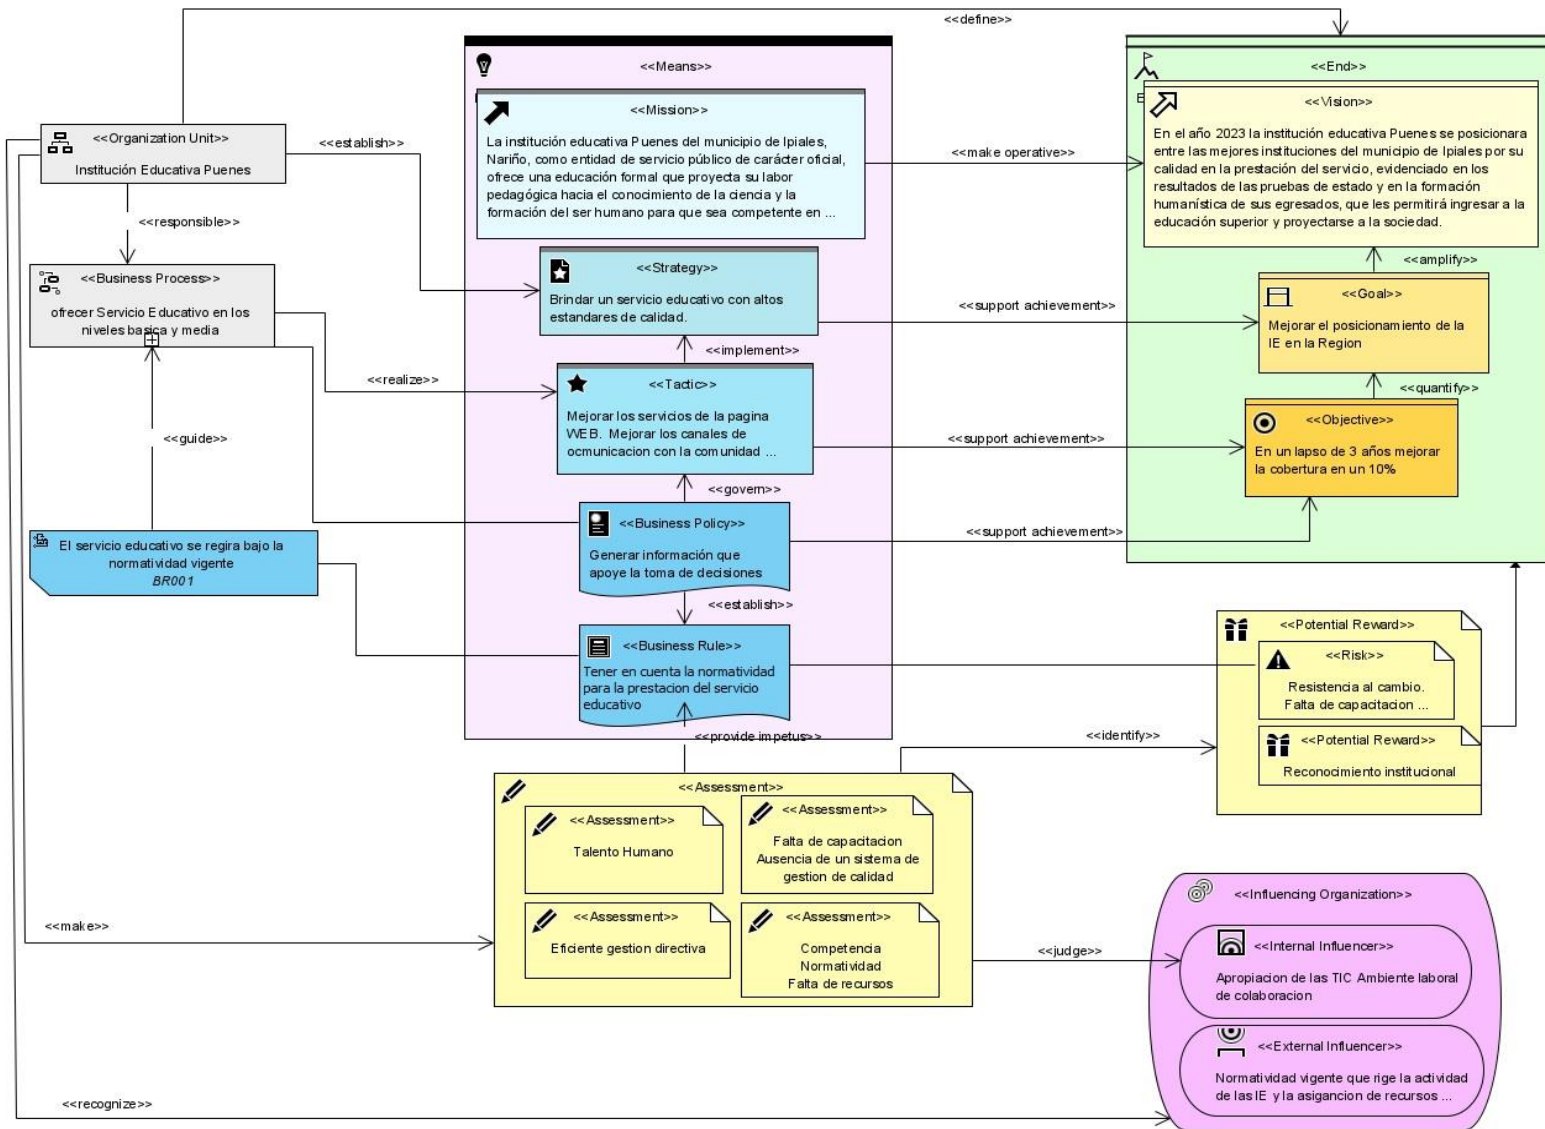 <<define>>
<<Means>>
<<End>>
<<Mission>>
La institución educativa Puenes del municipio de Ipiales,
Nariño, como entidad de servicio público de carácter oficial,
ofrece una educación formal que proyecta su labor
pedagógica hacia el conocimiento de la ciencia y la
formación del ser humano para que sea competente en ...
<<Vision>>
En el año 2023 la institución educativa Puenes se posicionara
entre las mejores instituciones del municipio de Ipiales por su
calidad en la prestación del servicio, evidenciado en los
resultados de las pruebas de estado y en la formación
humanística de sus egresados, que les permitirá ingresar a la
educación superior y proyectarse a la sociedad.
<<Organization Unit>>
Institución Educativa Puenes
<<establish>>
<<make operative>>
<<responsible>>
<<Business Process>>
ofrecer Servicio Educativo en los
niveles basica y media
<<Strategy>>
Brindar un servicio educativo con altos
estandares de calidad.
<<support achievement>>
<<amplify>>
<<Goal>>
Mejorar el posicionamiento de la
IE en la Region
<<implement>>
<<realize>>
<<Tactic>>
Mejorar los servicios de la pagina
WEB. Mejorar los canales de
ocmunicacion con la comunidad ...
<<quantify>>
<<Objective>>
En un lapso de 3 años mejorar
la cobertura en un 10%
<<support achievement>>
<<guide>>
<<govern>>
<<Business Policy>>
Generar información que
apoye la toma de decisiones
<<support achievement>>
El servicio educativo se regira bajo la
normatividad vigente
BR001
<<establish>>
<<Business Rule>>
Tener en cuenta la normatividad
para la prestacion del servicio
educativo
<<provide impetus>>
<<Potential Reward>>
<<Risk>>
Resistencia al cambio.
Falta de capacitacion ...
<<identify>>
<<Potential Reward>>
Reconocimiento institucional
<<Assessment>>
<<Assessment>>
Talento Humano
<<Assessment>>
Falta de capacitacion
Ausencia de un sistema de
gestion de calidad
<<Assessment>>
Eficiente gestion directiva
<<Assessment>>
Competencia
Normatividad
Falta de recursos
<<make>>
<<judge>>
<<Influencing Organization>>
<<Internal Influencer>>
Apropiacion de las TIC Ambiente laboral
de colaboracion
<<External Influencer>>
Normatividad vigente que rige la actividad
de las IE y la asigancion de recursos ...
<<recognize>>